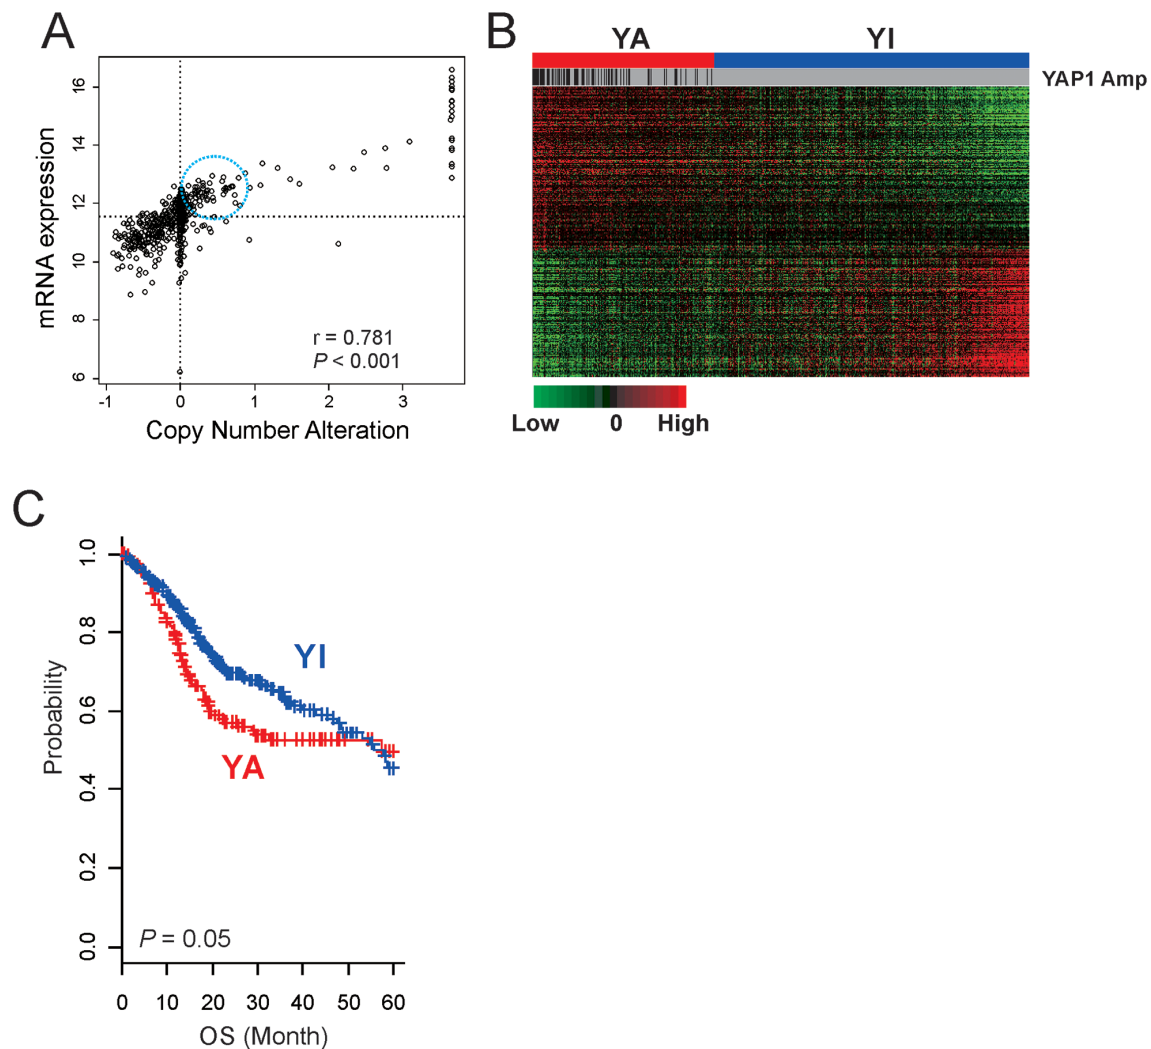 A
mRNA expression
16
14
12
10
8
6
r = 0.781
P < 0.001
-1 0 1 2 3
Copy Number Alteration
B
YA YI
YAP1 Amp
Low 0 High
C
Probability
1.0
0.8
0.6
0.4
0.2
0.0
YI
YA
P = 0.05
0 10 20 30 40 50 60
OS (Month)